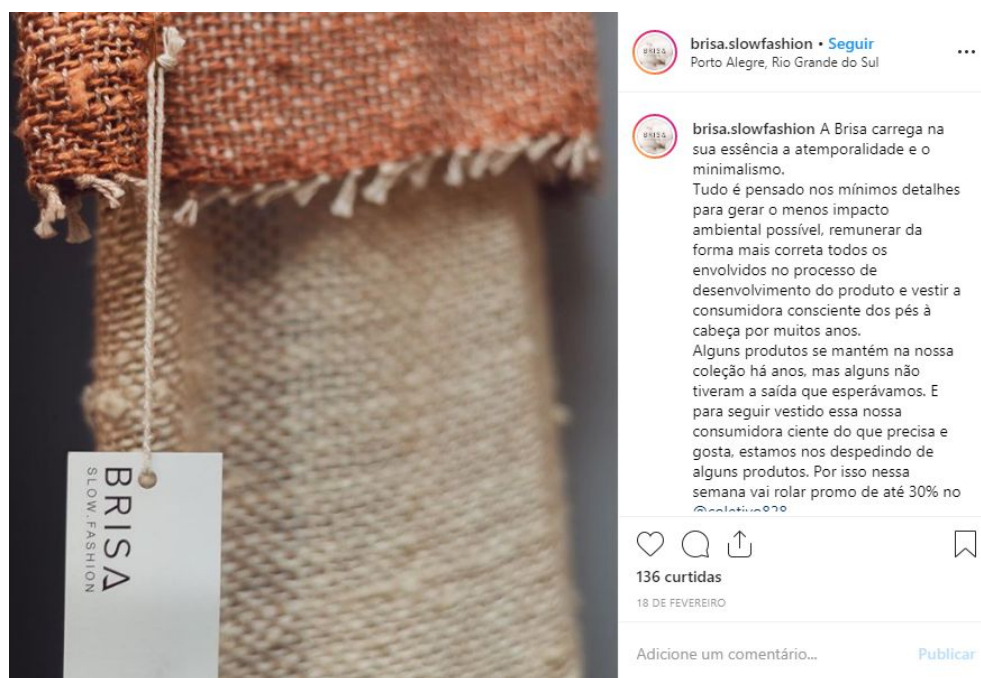 BRISA
SLOW.FASHION
brisa.slowfashion • Seguir
Porto Alegre, Rio Grande do Sul
brisa.slowfashion A Brisa carrega na
sua essência a atemporalidade e o
minimalismo.
Tudo é pensado nos mínimos detalhes
para gerar o menos impacto
ambiental possível, remunerar da
forma mais correta todos os
envolvidos no processo de
desenvolvimento do produto e vestir a
consumidora consciente dos pés à
cabeça por muitos anos.
Alguns produtos se mantém na nossa
coleção há anos, mas alguns não
tiveram a saída que esperávamos. E
para seguir vestido essa nossa
consumidora ciente do que precisa e
gosta, estamos nos despedindo de
alguns produtos. Por isso nessa
semana vai rolar promo de até 30% no
@coletivo828
136 curtidas
18 DE FEVEREIRO
Adicione um comentário... Publicar